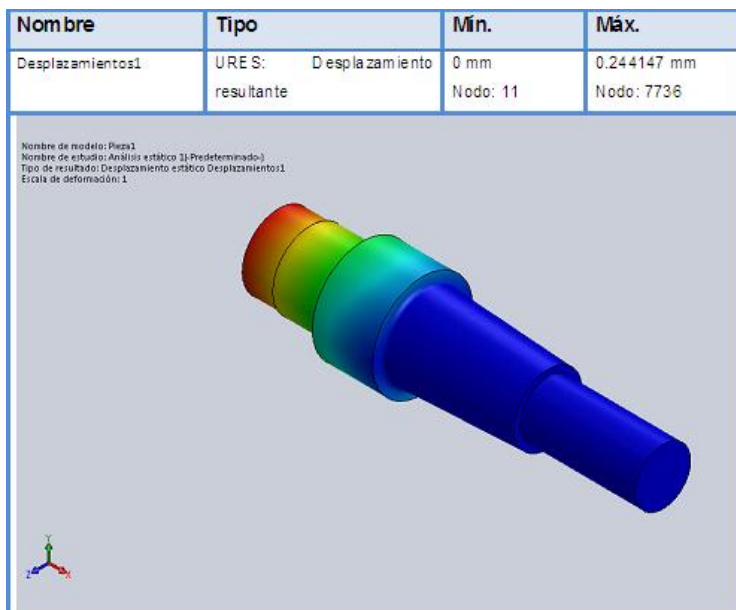 Nombre Tipo Mín. Máx.
Desplazamientos1 URES: Desplazamiento 0 mm 0.244147 mm
resultante Nodo: 11 Nodo: 7736
Nombre de modelo: Pieza1
Nombre de estudio: Análisis estático 1(-Predeterminado-)
Tipo de resultado: Desplazamiento estático Desplazamientos1
Escala de deformación: 1
Y
Z X